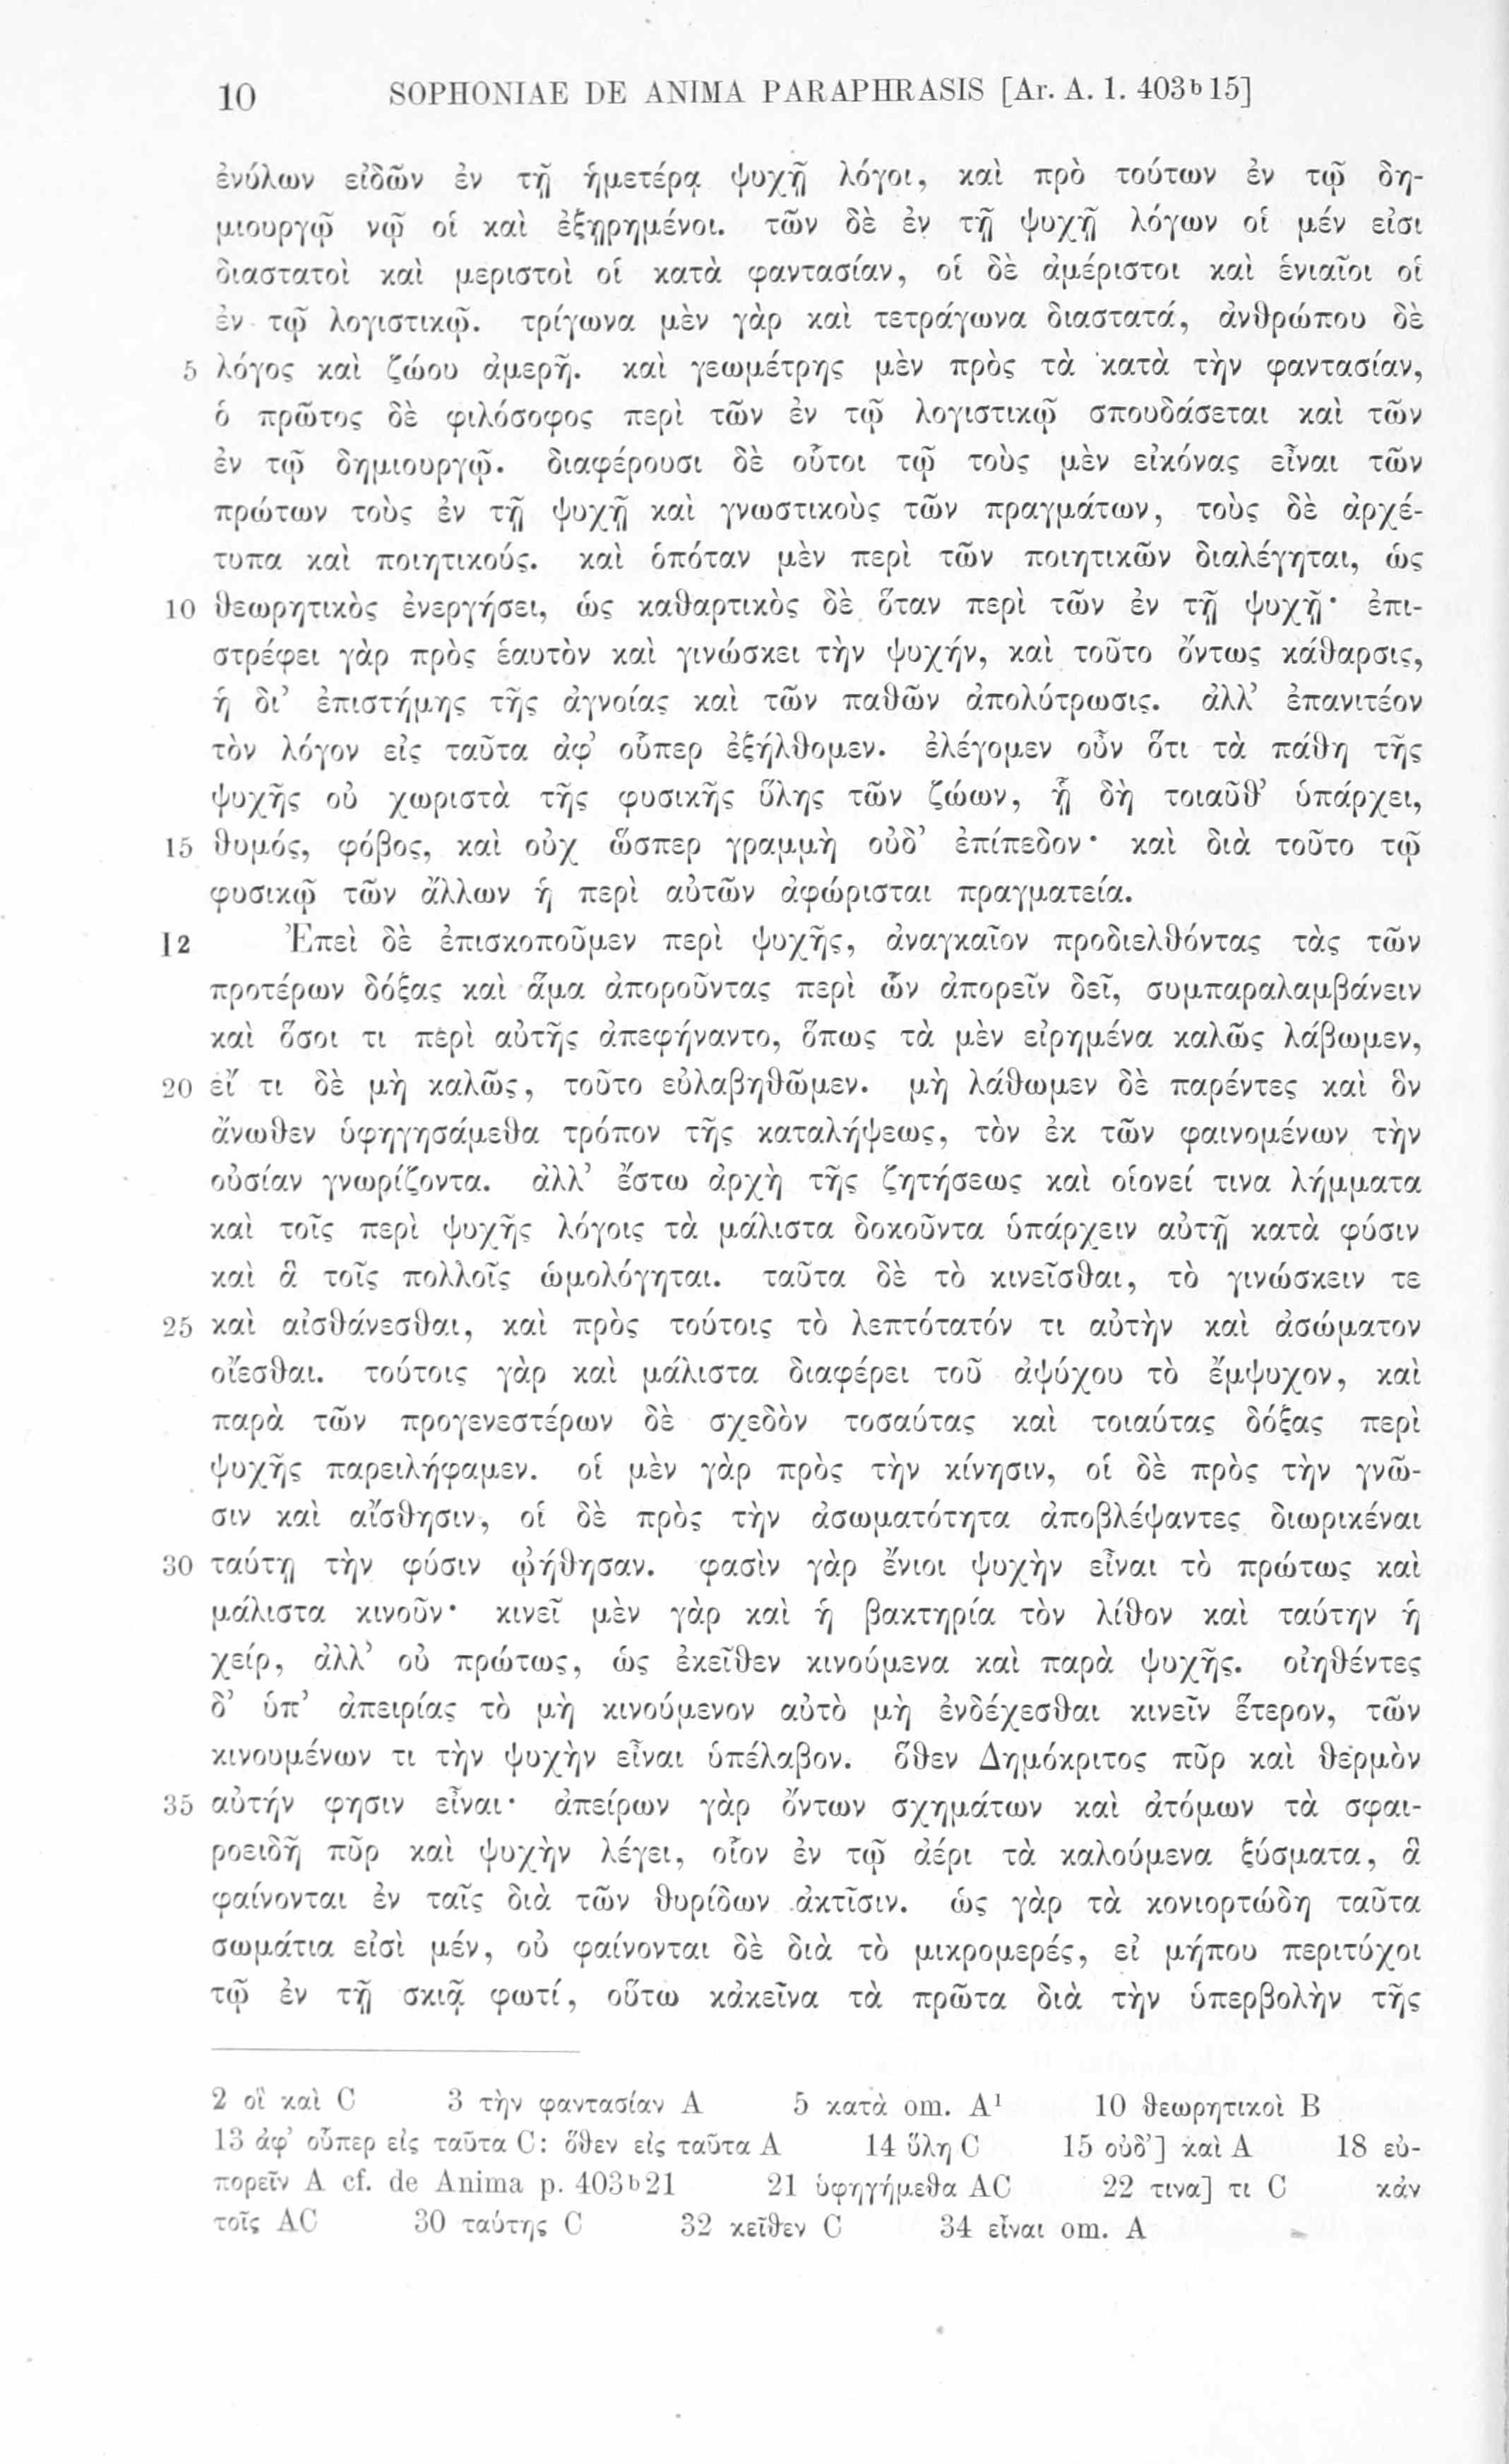 10 SOPHONIAE DE ANIMA PARAPHRASIS [Ar. A. 1. 403ᵇ15]
ἐνύλων εἰδῶν ἐν τῇ ἡμετέρᾳ ψυχῇ λόγοι, καὶ πρὸ τούτων ἐν τῷ δη-
μιουργῷ νῷ οἱ καὶ ἐξῃρημένοι. τῶν δὲ ἐν τῇ ψυχῇ λόγων οἱ μέν εἰσι
διαστατοὶ καὶ μεριστοὶ οἱ κατὰ φαντασίαν, οἱ δὲ ἀμέριστοι καὶ ἑνιαῖοι οἱ
ἐν τῷ λογιστικῷ. τρίγωνα μὲν γὰρ καὶ τετράγωνα διαστατά, ἀνθρώπου δὲ
5 λόγος καὶ ζώου ἀμερῆ. καὶ γεωμέτρης μὲν πρὸς τὰ κατὰ τὴν φαντασίαν,
ὁ πρῶτος δὲ φιλόσοφος περὶ τῶν ἐν τῷ λογιστικῷ σπουδάσεται καὶ τῶν
ἐν τῷ δημιουργῷ. διαφέρουσι δὲ οὗτοι τῷ τοὺς μὲν εἰκόνας εἶναι τῶν
πρώτων τοὺς ἐν τῇ ψυχῇ καὶ γνωστικοὺς τῶν πραγμάτων, τοὺς δὲ ἀρχέ-
τυπα καὶ ποιητικούς. καὶ ὁπόταν μὲν περὶ τῶν ποιητικῶν διαλέγηται, ὡς
10 θεωρητικὸς ἐνεργήσει, ὡς καθαρτικὸς δὲ ὅταν περὶ τῶν ἐν τῇ ψυχῇ· ἐπι-
στρέφει γὰρ πρὸς ἑαυτὸν καὶ γινώσκει τὴν ψυχήν, καὶ τοῦτο ὄντως κάθαρσις,
ἡ δι’ ἐπιστήμης τῆς ἀγνοίας καὶ τῶν παθῶν ἀπολύτρωσις. ἀλλ’ ἐπανιτέον
τὸν λόγον εἰς ταῦτα ἀφ’ οὗπερ ἐξήλθομεν. ἐλέγομεν οὖν ὅτι τὰ πάθη τῆς
ψυχῆς οὐ χωριστὰ τῆς φυσικῆς ὕλης τῶν ζώων, ᾗ δὴ τοιαῦθ’ ὑπάρχει,
15 θυμός, φόβος, καὶ οὐχ ὥσπερ γραμμὴ οὐδ’ ἐπίπεδον· καὶ διὰ τοῦτο τῷ
φυσικῷ τῶν ἄλλων ἡ περὶ αὐτῶν ἀφώρισται πραγματεία.
I2 Ἐπεὶ δὲ ἐπισκοποῦμεν περὶ ψυχῆς, ἀναγκαῖον προδιελθόντας τὰς τῶν
προτέρων δόξας καὶ ἅμα ἀποροῦντας περὶ ὧν ἀπορεῖν δεῖ, συμπαραλαμβάνειν
καὶ ὅσοι τι περὶ αὐτῆς ἀπεφήναντο, ὅπως τὰ μὲν εἰρημένα καλῶς λάβωμεν,
20 εἴ τι δὲ μὴ καλῶς, τοῦτο εὐλαβηθῶμεν. μὴ λάθωμεν δὲ παρέντες καὶ ὃν
ἄνωθεν ὑφηγησάμεθα τρόπον τῆς καταλήψεως, τὸν ἐκ τῶν φαινομένων τὴν
οὐσίαν γνωρίζοντα. ἀλλ’ ἔστω ἀρχὴ τῆς ζητήσεως καὶ οἱονεί τινα λήμματα
καὶ τοῖς περὶ ψυχῆς λόγοις τὰ μάλιστα δοκοῦντα ὑπάρχειν αὐτῇ κατὰ φύσιν
καὶ ἃ τοῖς πολλοῖς ὡμολόγηται. ταῦτα δὲ τὸ κινεῖσθαι, τὸ γινώσκειν τε
25 καὶ αἰσθάνεσθαι, καὶ πρὸς τούτοις τὸ λεπτότατόν τι αὐτὴν καὶ ἀσώματον
οἴεσθαι. τούτοις γὰρ καὶ μάλιστα διαφέρει τοῦ ἀψύχου τὸ ἔμψυχον, καὶ
παρὰ τῶν προγενεστέρων δὲ σχεδὸν τοσαύτας καὶ τοιαύτας δόξας περὶ
ψυχῆς παρειλήφαμεν. οἱ μὲν γὰρ πρὸς τὴν κίνησιν, οἱ δὲ πρὸς τὴν γνῶ-
σιν καὶ αἴσθησιν, οἱ δὲ πρὸς τὴν ἀσωματότητα ἀποβλέψαντες διωρικέναι
30 ταύτῃ τὴν φύσιν ᾠήθησαν. φασὶν γὰρ ἔνιοι ψυχὴν εἶναι τὸ πρώτως καὶ
μάλιστα κινοῦν· κινεῖ μὲν γὰρ καὶ ἡ βακτηρία τὸν λίθον καὶ ταύτην ἡ
χείρ, ἀλλ’ οὐ πρώτως, ὡς ἐκεῖθεν κινούμενα καὶ παρὰ ψυχῆς. οἰηθέντες
δ’ ὑπ’ ἀπειρίας τὸ μὴ κινούμενον αὐτὸ μὴ ἐνδέχεσθαι κινεῖν ἕτερον, τῶν
κινουμένων τι τὴν ψυχὴν εἶναι ὑπέλαβον. ὅθεν Δημόκριτος πῦρ καὶ θερμὸν
35 αὐτήν φησιν εἶναι· ἀπείρων γὰρ ὄντων σχημάτων καὶ ἀτόμων τὰ σφαι-
ροειδῆ πῦρ καὶ ψυχὴν λέγει, οἷον ἐν τῷ ἀέρι τὰ καλούμενα ξύσματα, ἃ
φαίνονται ἐν ταῖς διὰ τῶν θυρίδων ἀκτῖσιν. ὡς γὰρ τὰ κονιορτώδη ταῦτα
σωμάτια εἰσὶ μέν, οὐ φαίνονται δὲ διὰ τὸ μικρομερές, εἰ μήπου περιτύχοι
τῷ ἐν τῇ σκιᾷ φωτί, οὕτω κἀκεῖνα τὰ πρῶτα διὰ τὴν ὑπερβολὴν τῆς
2 οἳ καὶ C 3 τὴν φαντασίαν A 5 κατὰ om. A¹ 10 θεωρητικοὶ B
13 ἀφ’ οὗπερ εἰς ταῦτα C: ὅθεν εἰς ταῦτα A 14 ὕλη C 15 οὐδ’] καὶ A 18 εὐ-
πορεῖν A cf. de Anima p. 403ᵇ21 21 ὑφηγήμεθα AC 22 τινα] τι C κἀν
τοῖς AC 30 ταύτης C 32 κεῖθεν C 34 εἶναι om. A